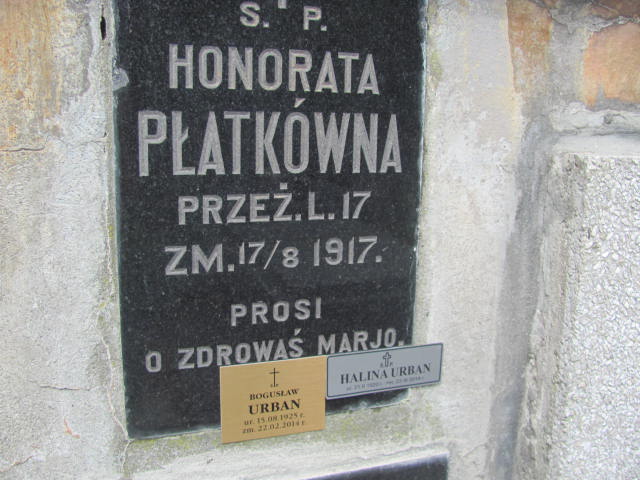 Ś. P.
HONORATA
PŁATKÓWNA
PRZEŻ. L. 17
ZM. 17/8 1917.
PROSI
O ZDROWAŚ MARJO.
BOGUSŁAW
URBAN
ur. 15.08.1925 r.
zm. 22.02.2014 r.
Ś P
HALINA URBAN